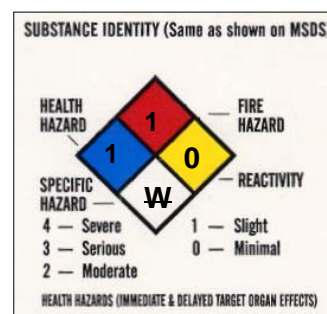 SUBSTANCE IDENTITY (Same as shown on MSDS
HEALTH HAZARD
FIRE HAZARD
1
1
0
W
SPECIFIC HAZARD
REACTIVITY
4 — Severe
3 — Serious
2 — Moderate
1 — Slight
0 — Minimal
HEALTH HAZARDS (IMMEDIATE & DELAYED TARGET ORGAN EFFECTS)